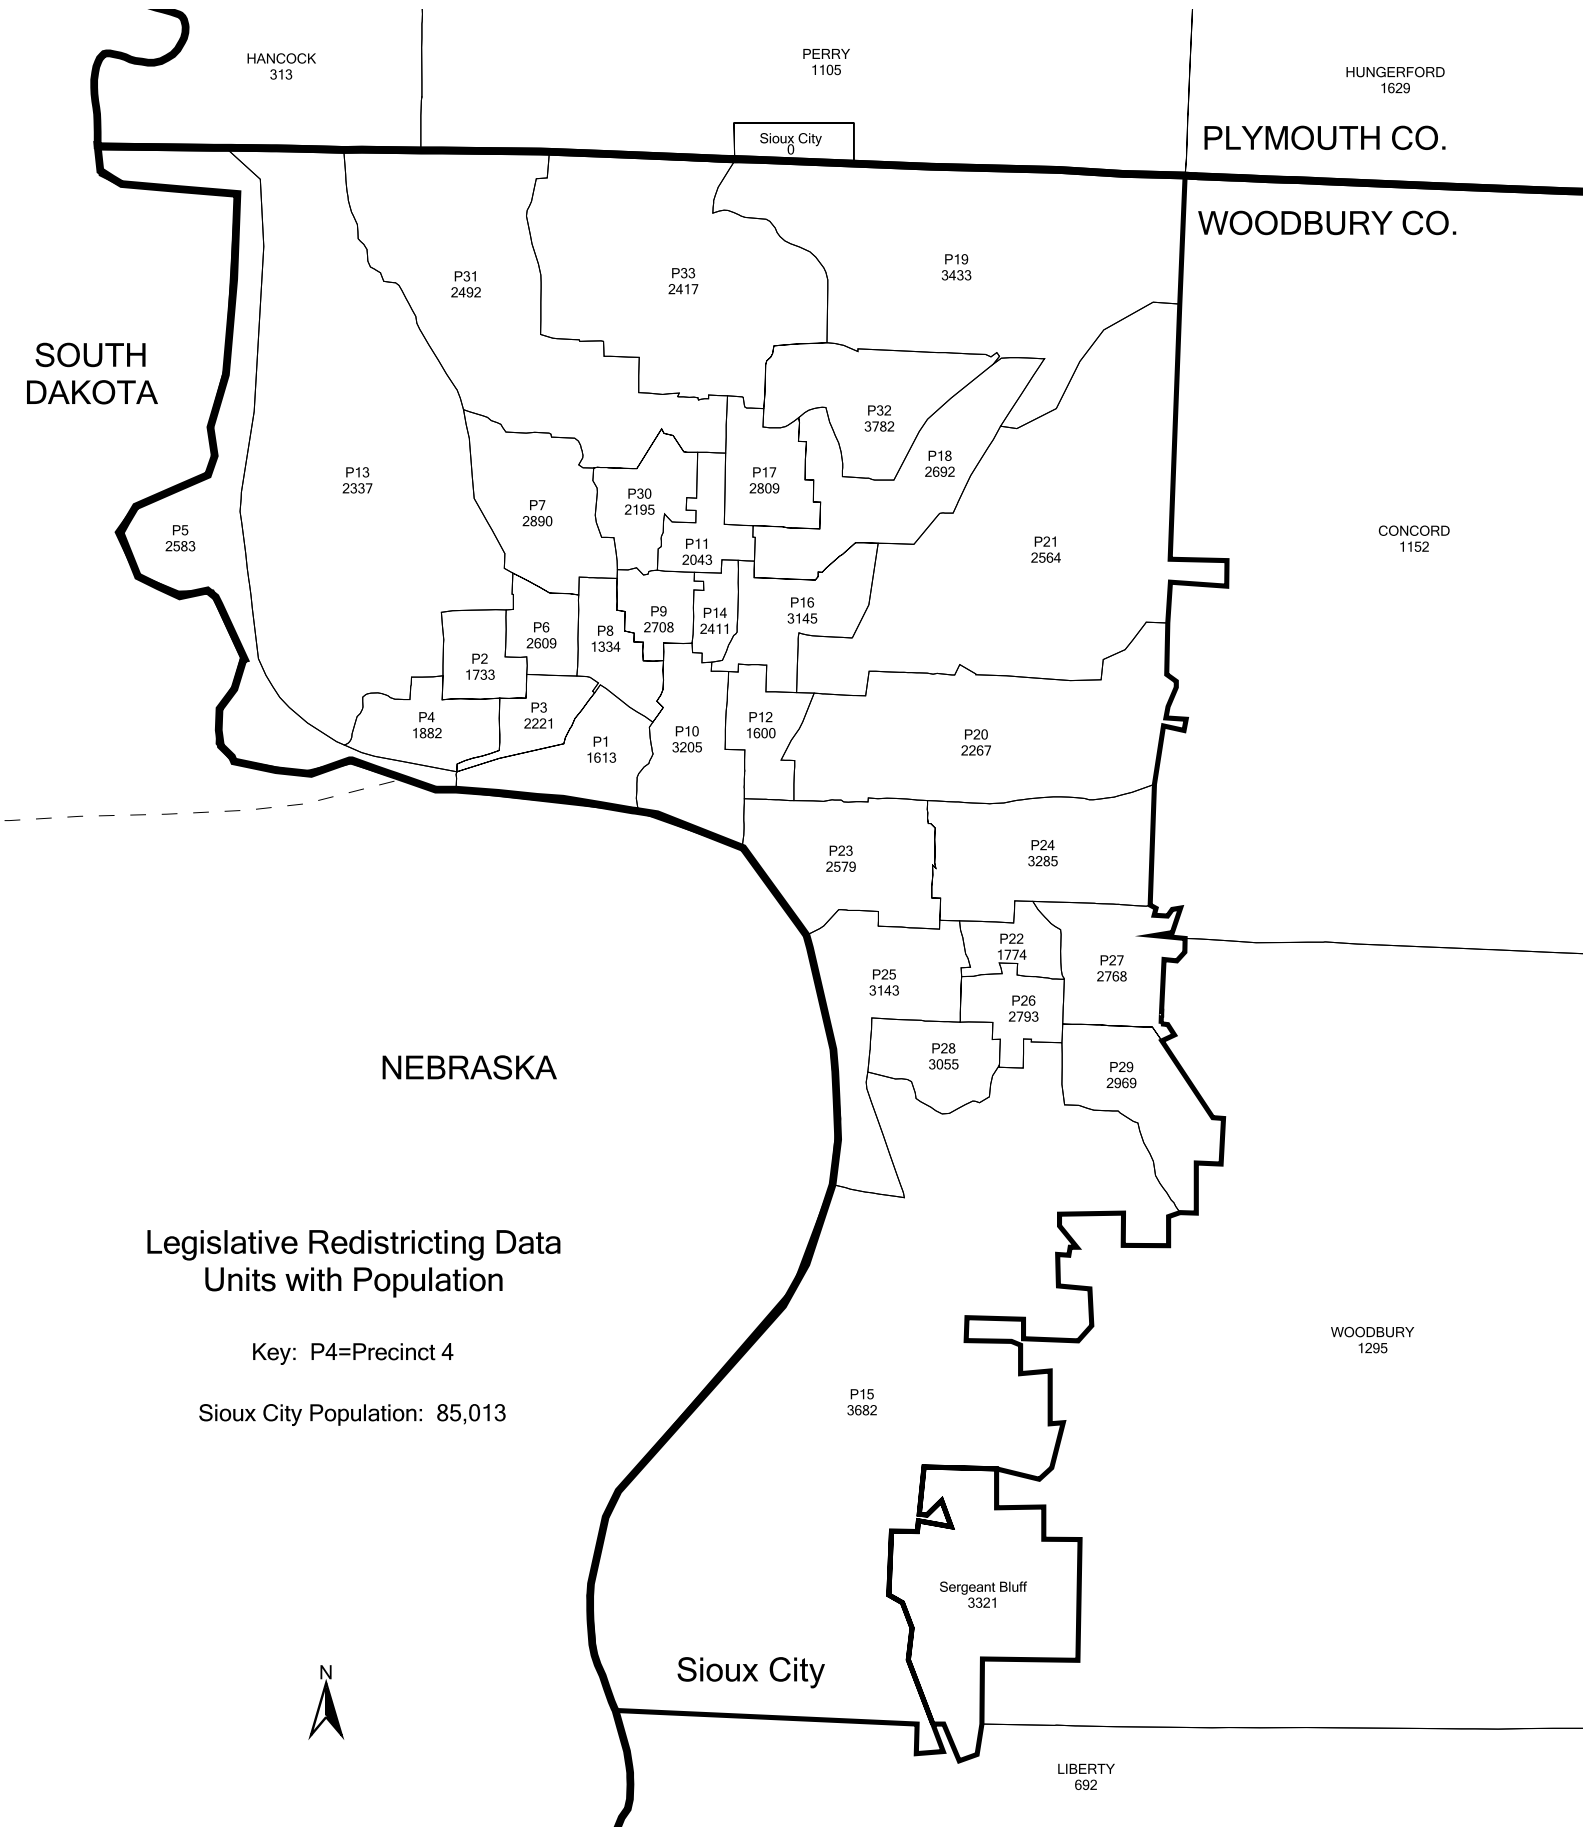 HANCOCK
313
PERRY
1105
HUNGERFORD
1629
Sioux City
0
PLYMOUTH CO.
WOODBURY CO.
P19
3433
P33
2417
P31
2492
SOUTH
DAKOTA
P32
3782
P18
2692
P13
2337
P17
2809
P30
2195
P7
2890
P5
2583
P11
2043
P21
2564
CONCORD
1152
P16
3145
P9
2708
P14
2411
P6
2609
P8
1334
P2
1733
P3
2221
P4
1882
P12
1600
P10
3205
P1
1613
P20
2267
P23
2579
P24
3285
P22
1774
P27
2768
P25
3143
P26
2793
P28
3055
P29
2969
NEBRASKA
Legislative Redistricting Data
Units with Population
Key:  P4=Precinct 4
Sioux City Population:  85,013
WOODBURY
1295
P15
3682
Sergeant Bluff
3321
Sioux City
N
LIBERTY
692